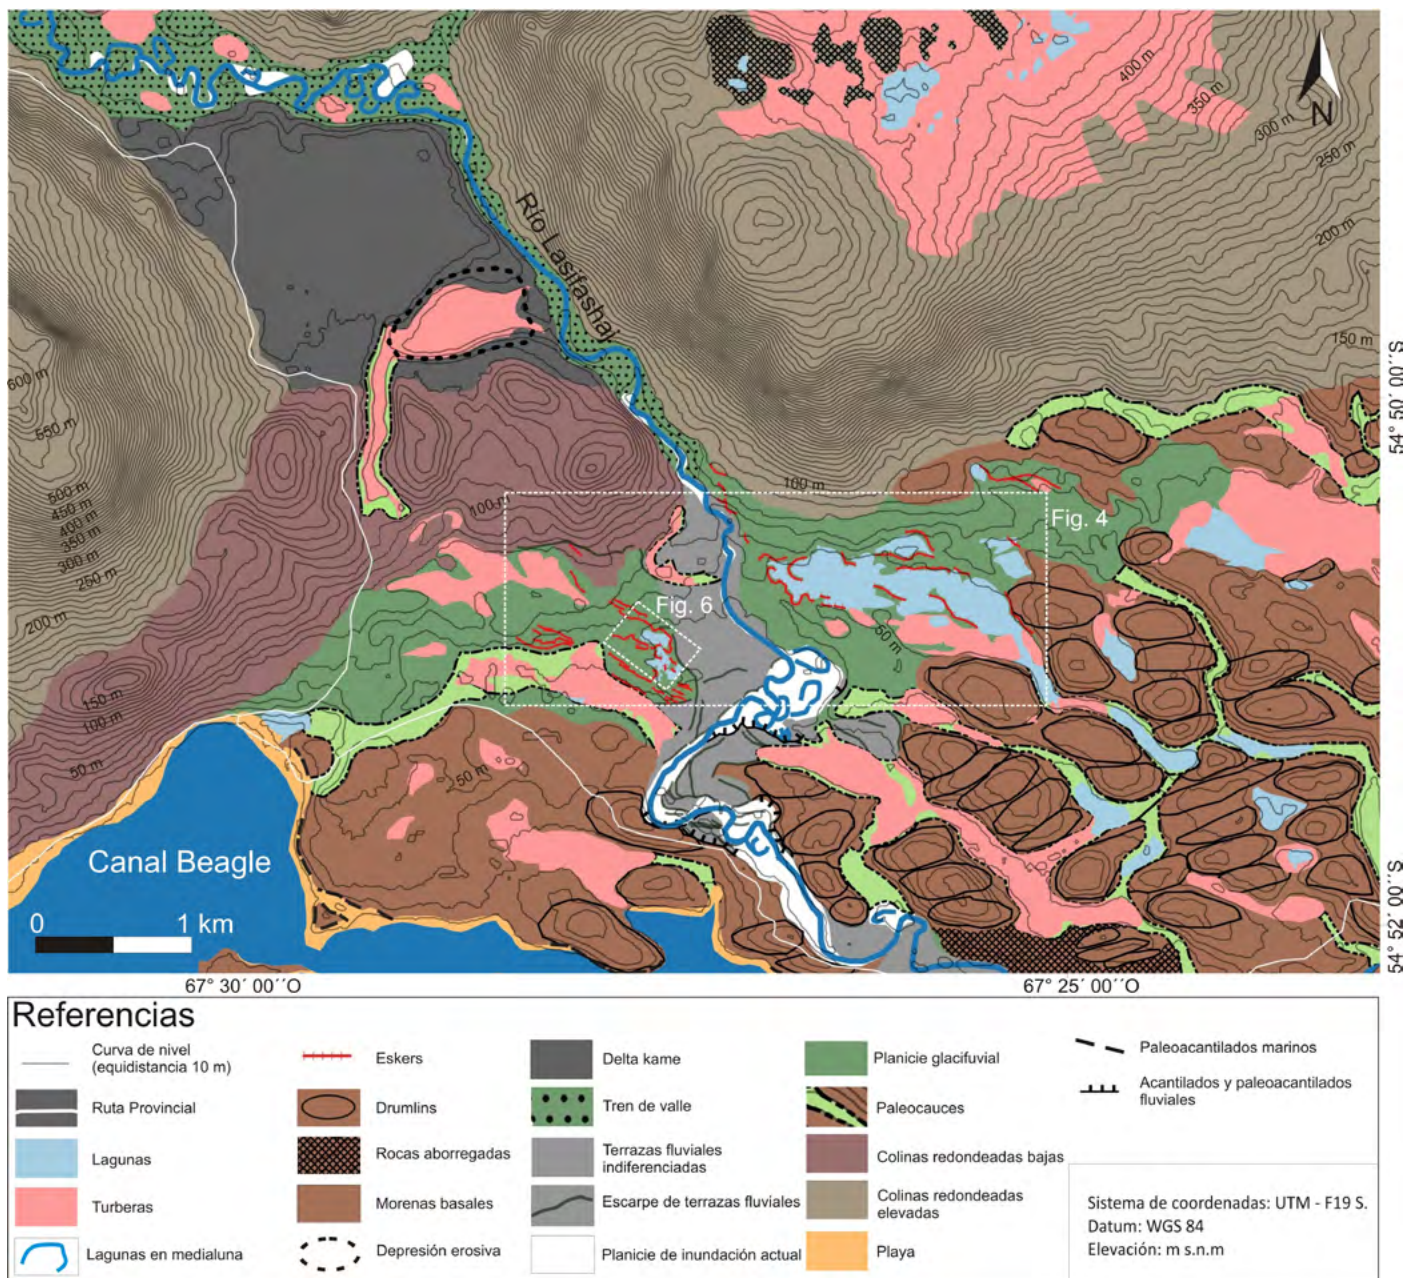 400 m
350 m
300 m
250 m
N
200 m
Río Lasifashaj
150 m
600 m
550 m
54° 50´ 00´´S
500 m
450 m
400 m
350 m
300 m
250 m
100 m
100 m
Fig. 4
Fig. 6
200 m
50 m
150 m
100 m
50 m
50 m
Canal Beagle
0 1 km
54° 52´ 00´´S
67° 30´ 00´´O
67° 25´ 00´´O
Referencias
Curva de nivel
(equidistancia 10 m)
Ruta Provincial
Lagunas
Turberas
Lagunas en medialuna
Eskers
Drumlins
Rocas aborregadas
Morenas basales
Depresión erosiva
Delta kame
Tren de valle
Terrazas fluviales
indiferenciadas
Escarpe de terrazas fluviales
Planicie de inundación actual
Planicie glacifuvial
Paleocauces
Colinas redondeadas bajas
Colinas redondeadas
elevadas
Playa
Paleoacantilados marinos
Acantilados y paleoacantilados
fluviales
Sistema de coordenadas: UTM - F19 S.
Datum: WGS 84
Elevación: m s.n.m